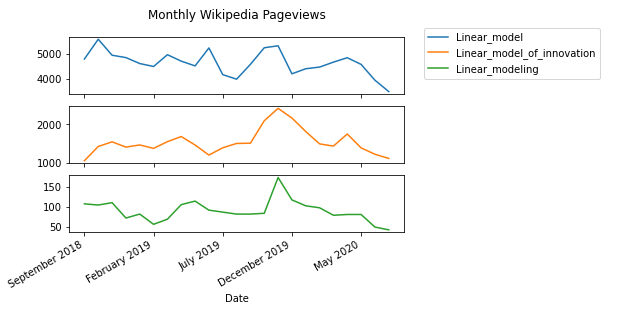 Monthly Wikipedia Pageviews
Linear_model
Linear_model_of_innovation
Linear_modeling
5000
4000
2000
1000
150
100
50
September 2018
February 2019
July 2019
December 2019
May 2020
Date